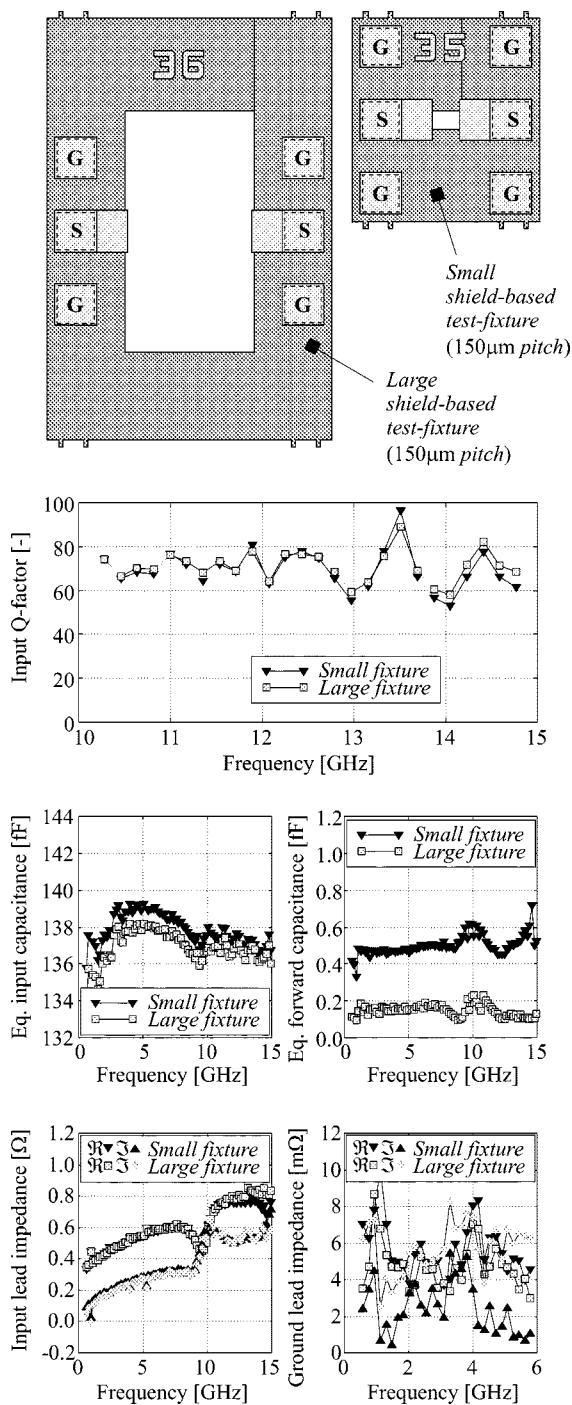 36
35
G
G
G
G
S
S
S
S
G
G
G
G
Small
shield-based
test-fixture
(150μm pitch)
Large
shield-based
test-fixture
(150μm pitch)
Input Q-factor [-]
100
80
60
40
20
0
Small fixture
Large fixture
10 11 12 13 14 15
Frequency [GHz]
Eq. input capacitance [fF]
144
142
140
138
136
134
132
Small fixture
Large fixture
0 5 10 15
Frequency [GHz]
Eq. forward capacitance [fF]
1.2
1.0
0.8
0.6
0.4
0.2
0.0
Small fixture
Large fixture
0 5 10 15
Frequency [GHz]
Input lead impedance [Ω]
1.2
1.0
0.8
0.6
0.4
0.2
0.0
-0.2
ℜ ℑ Small fixture
ℜ ℑ Large fixture
0 5 10 15
Frequency [GHz]
Ground lead impedance [mΩ]
12
10
8
6
4
2
0
ℜ ℑ Small fixture
ℜ ℑ Large fixture
0 2 4 6
Frequency [GHz]